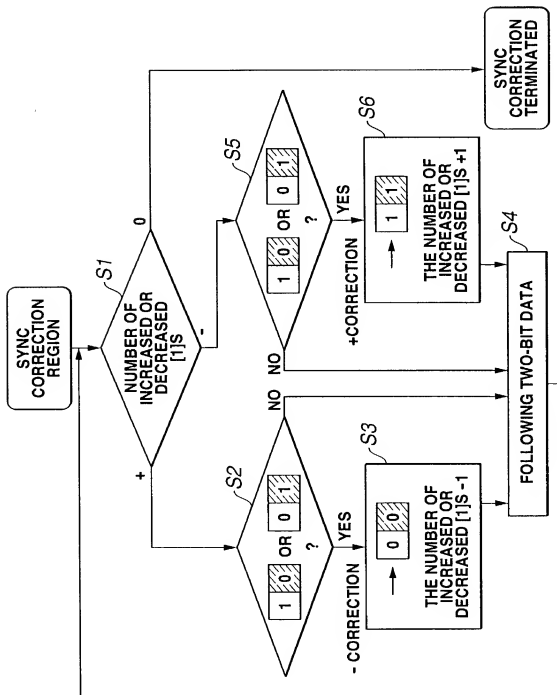 SYNC
CORRECTION
REGION
S1
NUMBER OF
INCREASED OR
DECREASED
[1]S
+
-
0
S2
1 0 OR 0 1
?
NO
YES
- CORRECTION
S3
→ 0 0
THE NUMBER OF
INCREASED OR
DECREASED [1]S -1
S5
1 0 OR 0 1
?
NO
YES
+CORRECTION
S6
→ 1 1
THE NUMBER OF
INCREASED OR
DECREASED [1]S +1
S4
FOLLOWING TWO-BIT DATA
SYNC
CORRECTION
TERMINATED